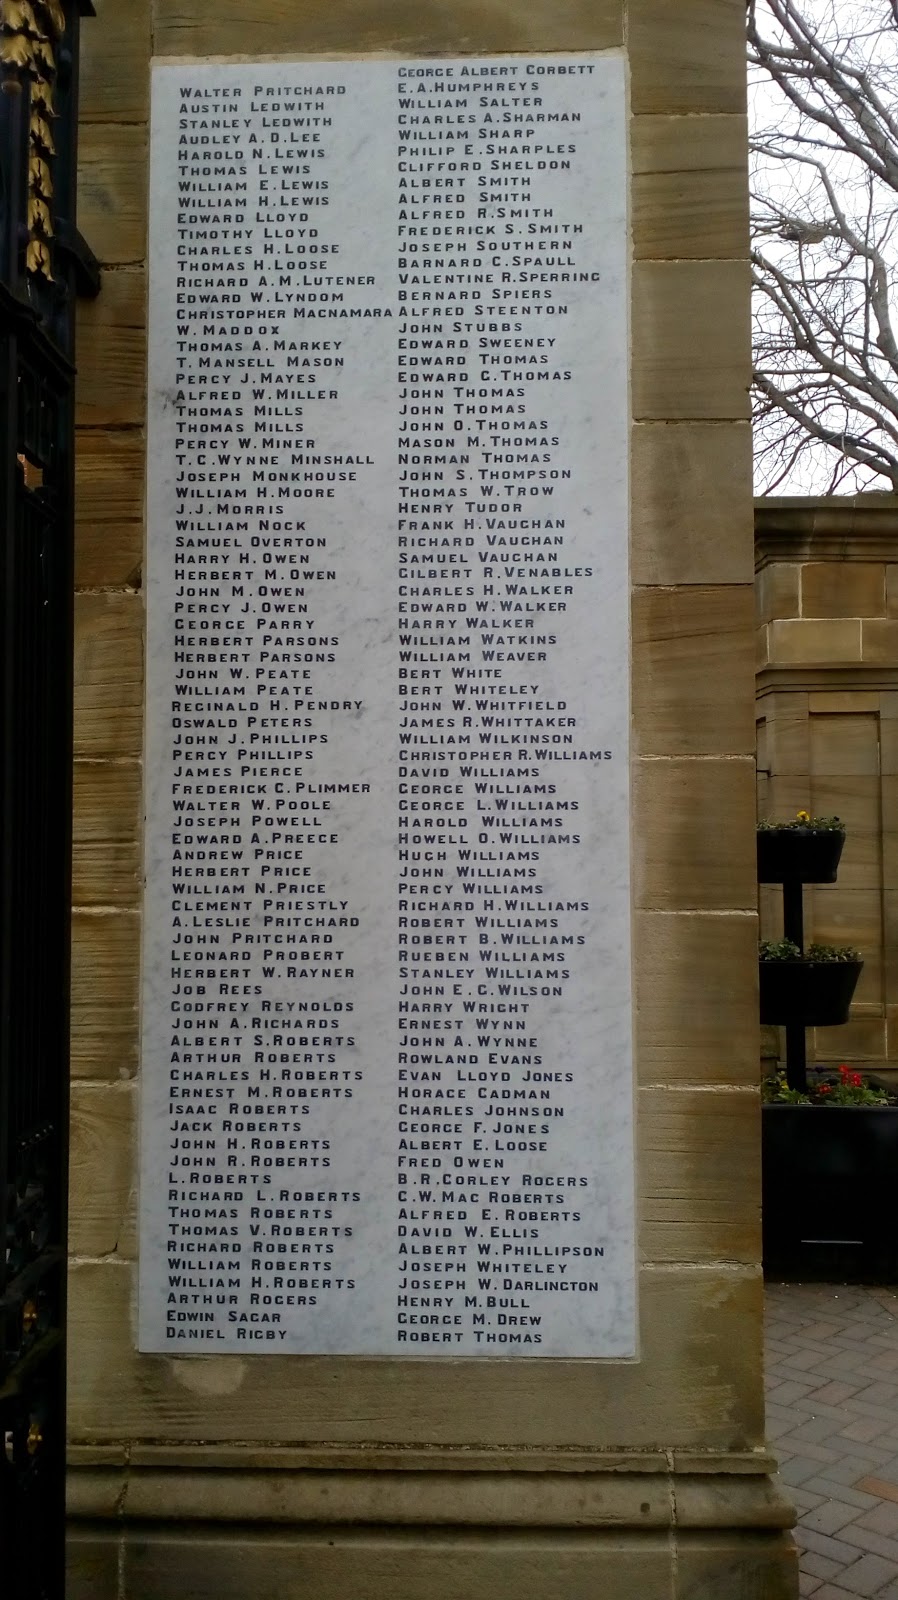 Walter Pritchard
Austin Ledwith
Stanley Ledwith
Audley A. D. Lee
Harold N. Lewis
Thomas Lewis
William E. Lewis
William H. Lewis
Edward Lloyd
Timothy Lloyd
Charles H. Loose
Thomas H. Loose
Richard A. M. Lutener
Edward W. Lyndom
Christopher Macnamara
W. Maddox
Thomas A. Markey
T. Mansell Mason
Percy J. Mayes
Alfred W. Miller
Thomas Mills
Thomas Mills
Percy W. Miner
T. C. Wynne Minshall
Joseph Monkhouse
William H. Moore
J. J. Morris
William Nock
Samuel Overton
Harry H. Owen
Herbert M. Owen
John M. Owen
Percy J. Owen
George Parry
Herbert Parsons
Herbert Parsons
John W. Peate
William Peate
Reginald H. Pendry
Oswald Peters
John J. Phillips
Percy Phillips
James Pierce
Frederick C. Plimmer
Walter W. Poole
Joseph Powell
Edward A. Preece
Andrew Price
Herbert Price
William N. Price
Clement Priestly
A. Leslie Pritchard
John Pritchard
Leonard Probert
Herbert W. Rayner
Job Rees
Godfrey Reynolds
John A. Richards
Albert S. Roberts
Arthur Roberts
Charles H. Roberts
Ernest M. Roberts
Isaac Roberts
Jack Roberts
John H. Roberts
John R. Roberts
L. Roberts
Richard L. Roberts
Thomas Roberts
Thomas V. Roberts
Richard Roberts
William Roberts
William H. Roberts
Arthur Rogers
Edwin Sagar
Daniel Rigby
George Albert Corbett
E. A. Humphreys
William Salter
Charles A. Sharman
William Sharp
Philip E. Sharples
Clifford Sheldon
Albert Smith
Alfred Smith
Alfred R. Smith
Frederick S. Smith
Joseph Southern
Barnard C. Spaull
Valentine R. Sperring
Bernard Spiers
Alfred Steenton
John Stubbs
Edward Sweeney
Edward Thomas
Edward C. Thomas
John Thomas
John Thomas
John O. Thomas
Mason M. Thomas
Norman Thomas
John S. Thompson
Thomas W. Trow
Henry Tudor
Frank H. Vaughan
Richard Vaughan
Samuel Vaughan
Gilbert R. Venables
Charles H. Walker
Edward W. Walker
Harry Walker
William Watkins
William Weaver
Bert White
Bert Whiteley
John W. Whitfield
James R. Whittaker
William Wilkinson
Christopher R. Williams
David Williams
George Williams
George L. Williams
Harold Williams
Howell O. Williams
Hugh Williams
John Williams
Percy Williams
Richard H. Williams
Robert Williams
Robert B. Williams
Rueben Williams
Stanley Williams
John E. C. Wilson
Harry Wright
Ernest Wynn
John A. Wynne
Rowland Evans
Evan Lloyd Jones
Horace Cadman
Charles Johnson
George F. Jones
Albert E. Loose
Fred Owen
B. R. Corley Rogers
C. W. Mac Roberts
Alfred E. Roberts
David W. Ellis
Albert W. Phillipson
Joseph Whiteley
Joseph W. Darlington
Henry M. Bull
George M. Drew
Robert Thomas